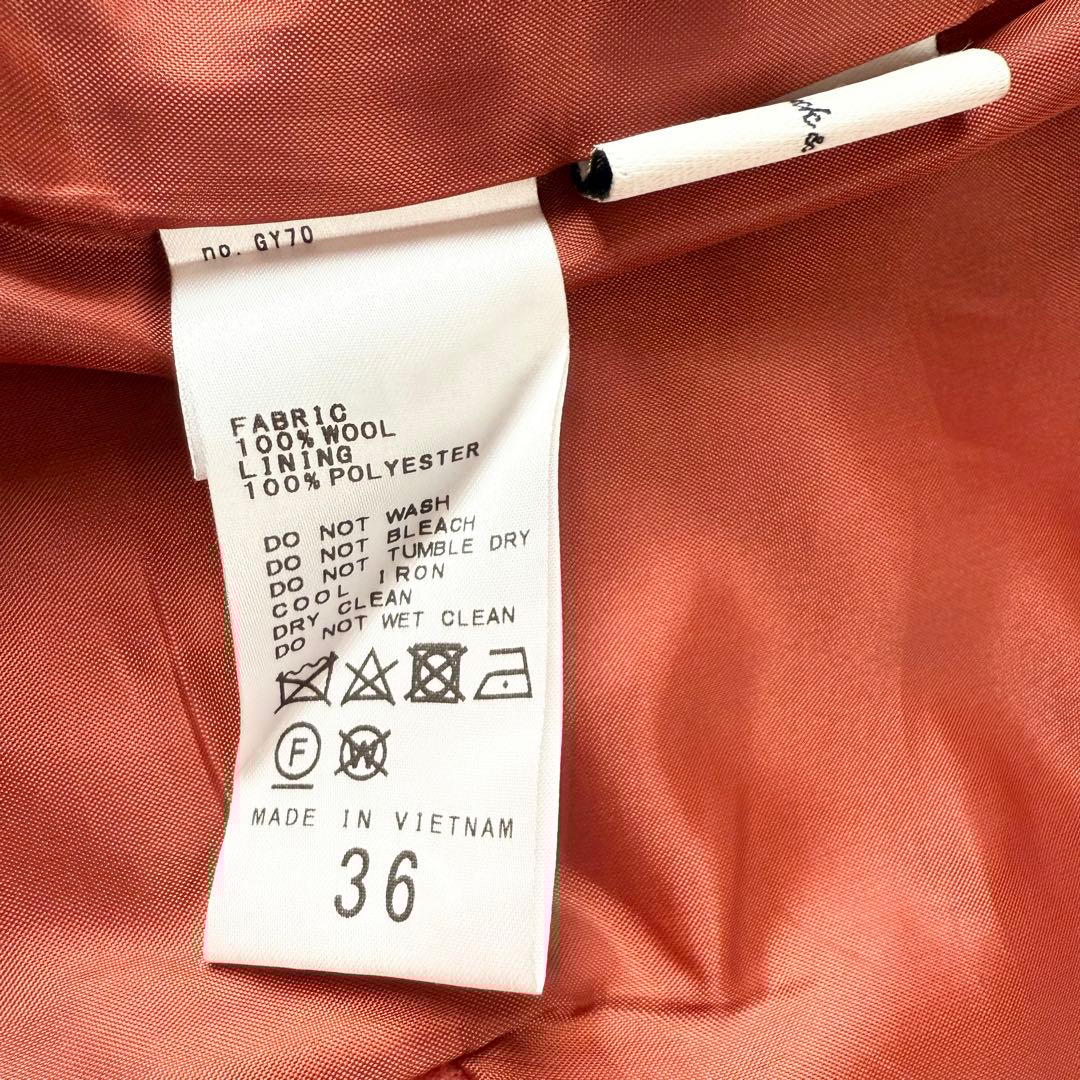 ck &
no. GY70
FABRIC
100% WOOL
LINING
100% POLYESTER
DO NOT WASH
DO NOT BLEACH
DO NOT TUMBLE DRY
COOL IRON
DRY CLEAN
DO NOT WET CLEAN
F W
MADE IN VIETNAM
36